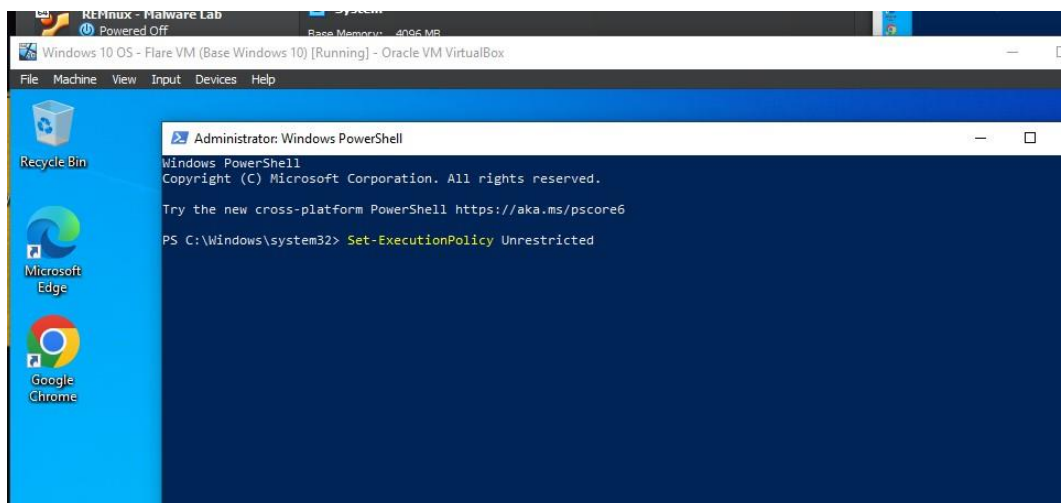 REMnux - Malware Lab
Powered Off
System
Base Memory: 4096 MB
Windows 10 OS - Flare VM (Base Windows 10) [Running] - Oracle VM VirtualBox
File Machine View Input Devices Help
Recycle Bin
Administrator: Windows PowerShell
Windows PowerShell
Copyright (C) Microsoft Corporation. All rights reserved.
Try the new cross-platform PowerShell https://aka.ms/pscore6
PS C:\Windows\system32> Set-ExecutionPolicy Unrestricted
Microsoft
Edge
Google
Chrome